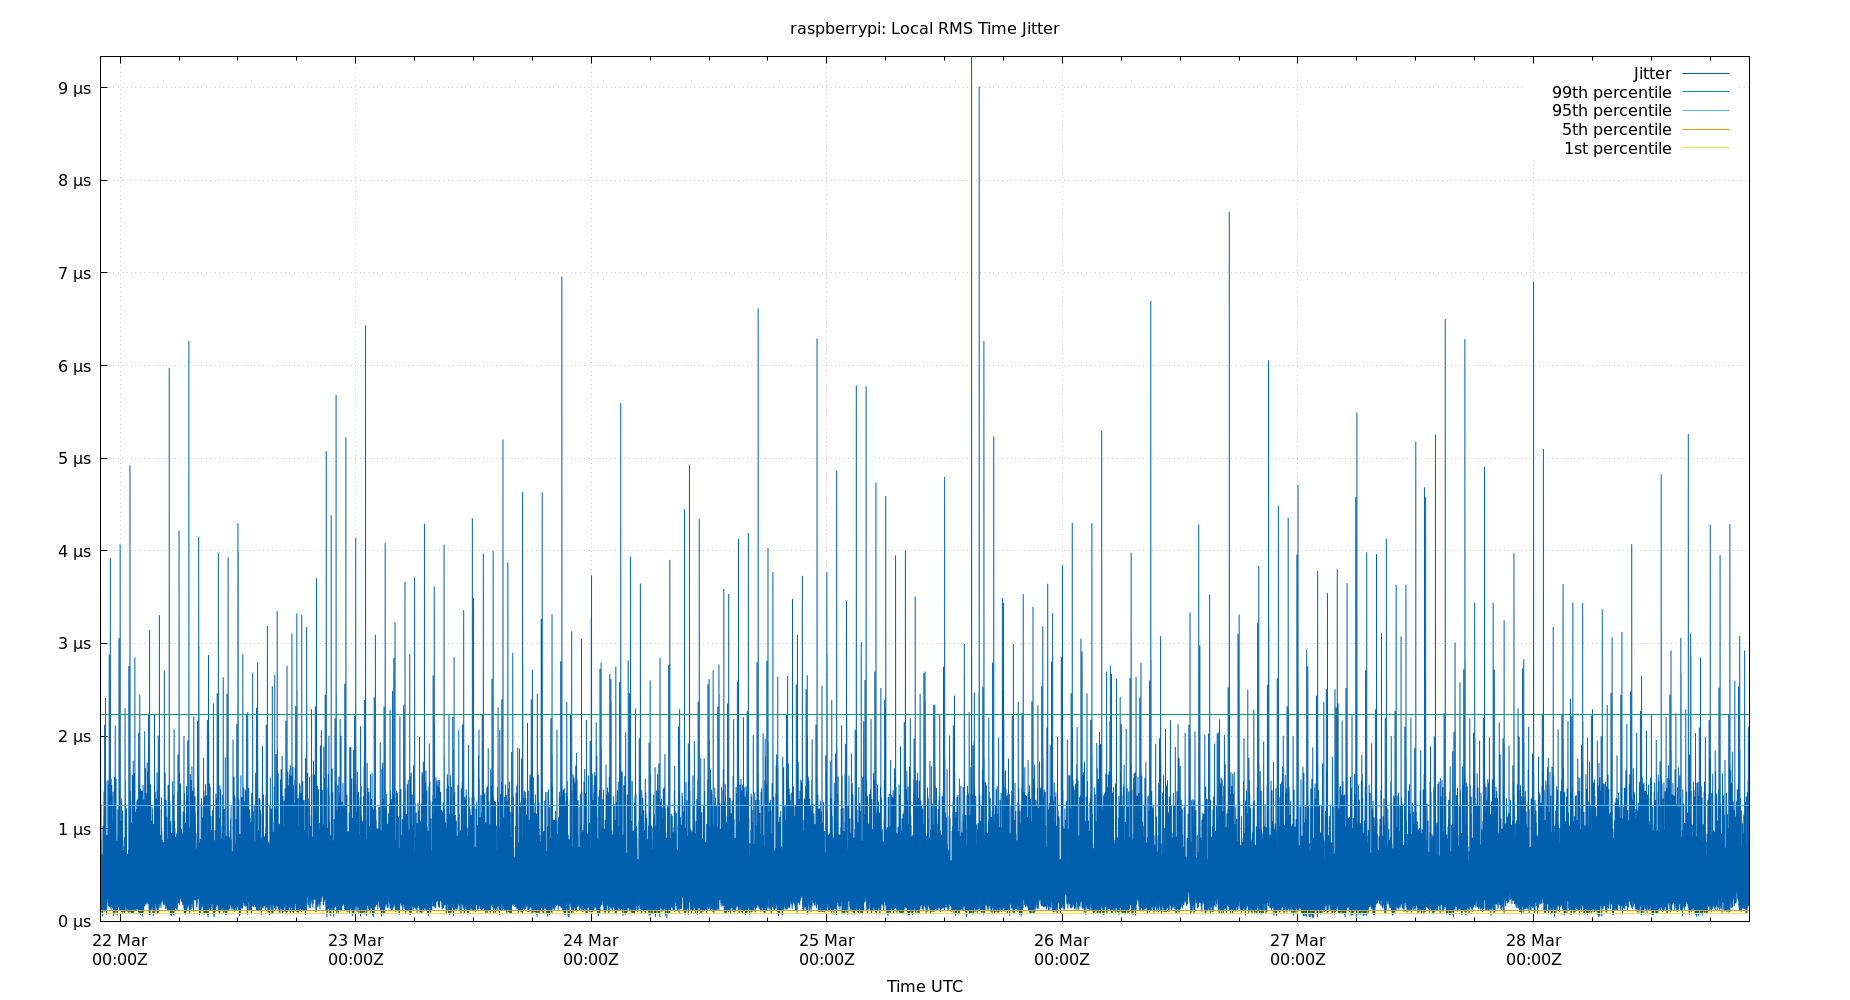 raspberrypi: Local RMS Time Jitter
Jitter
99th percentile
95th percentile
5th percentile
1st percentile
9 µs
8 µs
7 µs
6 µs
5 µs
4 µs
3 µs
2 µs
1 µs
0 µs
22 Mar 23 Mar 24 Mar 25 Mar 26 Mar 27 Mar 28 Mar
00:00Z 00:00Z 00:00Z 00:00Z 00:00Z 00:00Z 00:00Z
Time UTC